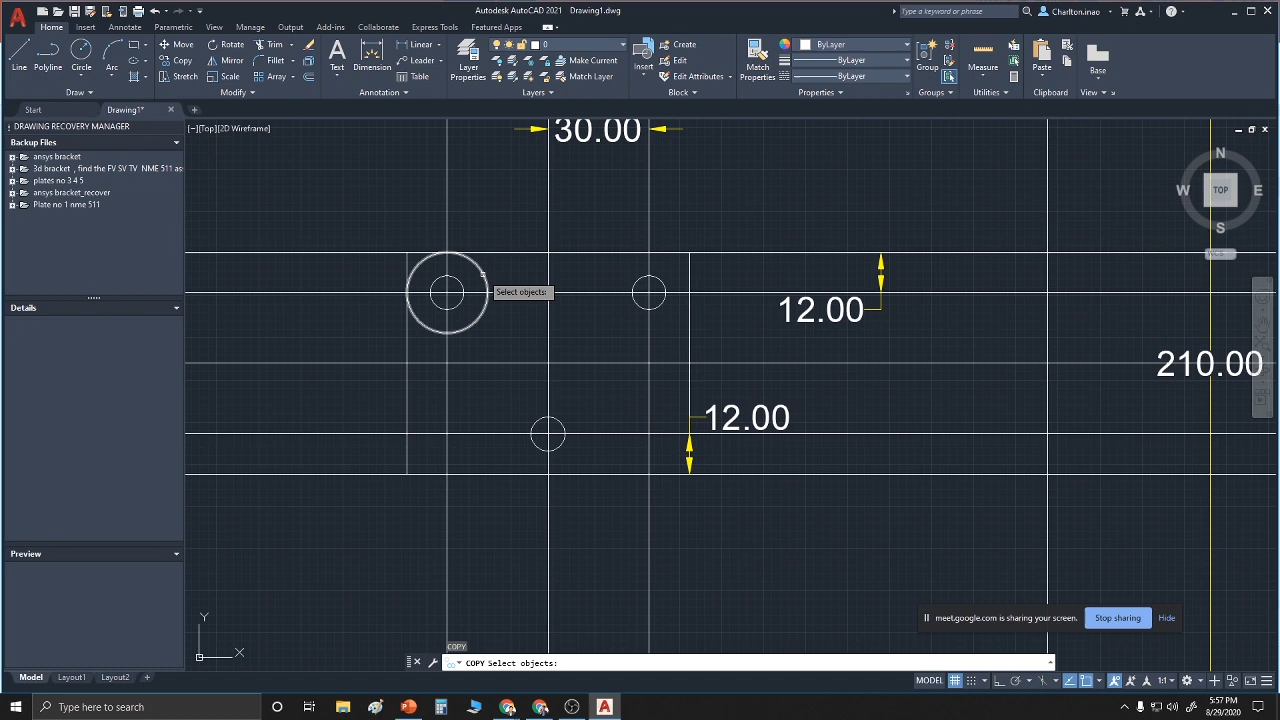 Autodesk AutoCAD 2021 Drawing1.dwg
Type a keyword or phrase
Charlton.inao
Home Insert Annotate Parametric View Manage Output Add-ins Collaborate Express Tools Featured Apps
Line Polyline Circle Arc
Move Rotate Trim
Copy Mirror Fillet
Stretch Scale Array
Text Dimension
Linear
Leader
Table
Layer Properties
0
Make Current
Match Layer
Insert
Create
Edit
Edit Attributes
Match Properties
ByLayer
ByLayer
ByLayer
Group Measure Paste Base
Draw Modify Annotation Layers Block Properties Groups Utilities Clipboard View
Start Drawing1*
DRAWING RECOVERY MANAGER
Backup Files
ansys bracket
3d bracket , find the FV SV TV NME 511 as
plates no 3 4 5
ansys bracket_recover
Plate no 1 nme 511
Details
Preview
[−][Top][2D Wireframe]
30.00
N
W TOP E
S
WCS
Select objects:
12.00
210.00
12.00
meet.google.com is sharing your screen. Stop sharing Hide
Y
X
COPY
COPY Select objects:
Model Layout1 Layout2
MODEL
1:1
Type here to search
5:57 PM
8/29/2020